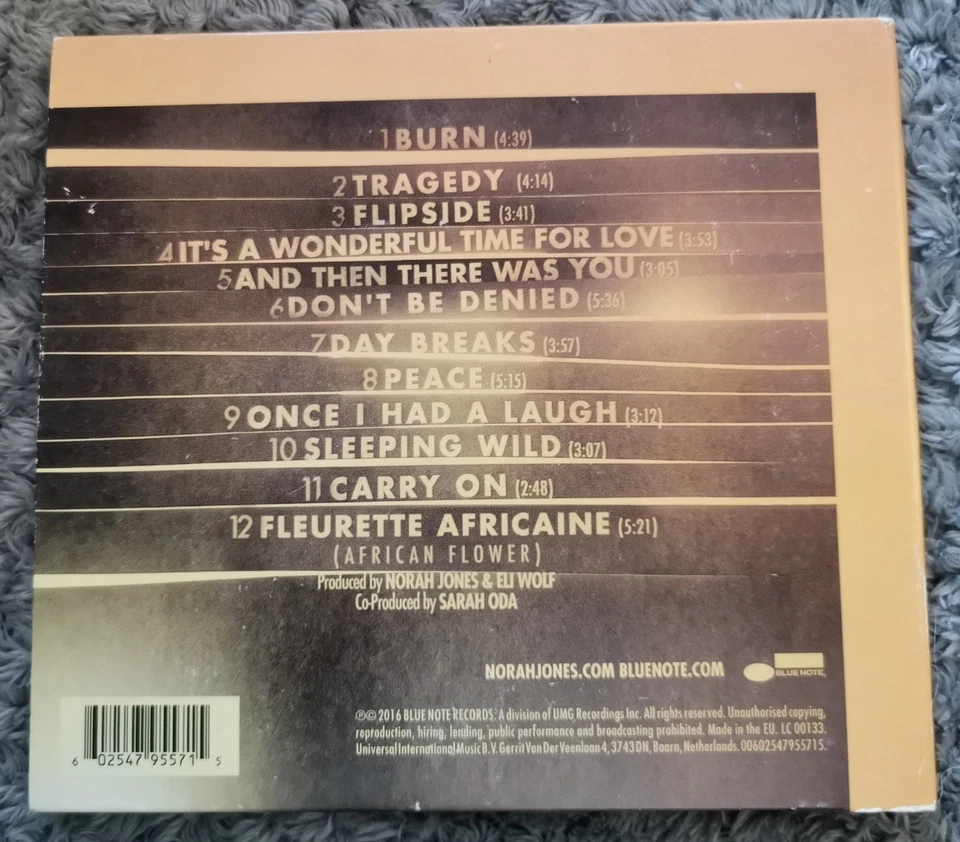 1 BURN (4:39)
2 TRAGEDY (4:14)
3 FLIPSIDE (3:41)
4 IT'S A WONDERFUL TIME FOR LOVE (3:53)
5 AND THEN THERE WAS YOU (3:05)
6 DON'T BE DENIED (5:36)
7 DAY BREAKS (3:57)
8 PEACE (5:15)
9 ONCE I HAD A LAUGH (3:12)
10 SLEEPING WILD (3:07)
11 CARRY ON (2:48)
12 FLEURETTE AFRICAINE (5:21)
(AFRICAN FLOWER)
Produced by NORAH JONES & ELI WOLF
Co-Produced by SARAH ODA
NORAHJONES.COM BLUENOTE.COM
BLUE NOTE
℗© 2016 BLUE NOTE RECORDS. A division of UMG Recordings Inc. All rights reserved. Unauthorised copying,
reproduction, hiring, lending, public performance and broadcasting prohibited. Made in the EU. LC 00133.
Universal International Music B.V. Gerrit Van Der Veenlaan 4, 3743 DN, Baarn, Netherlands. 00602547955715.
6 02547 95571 5